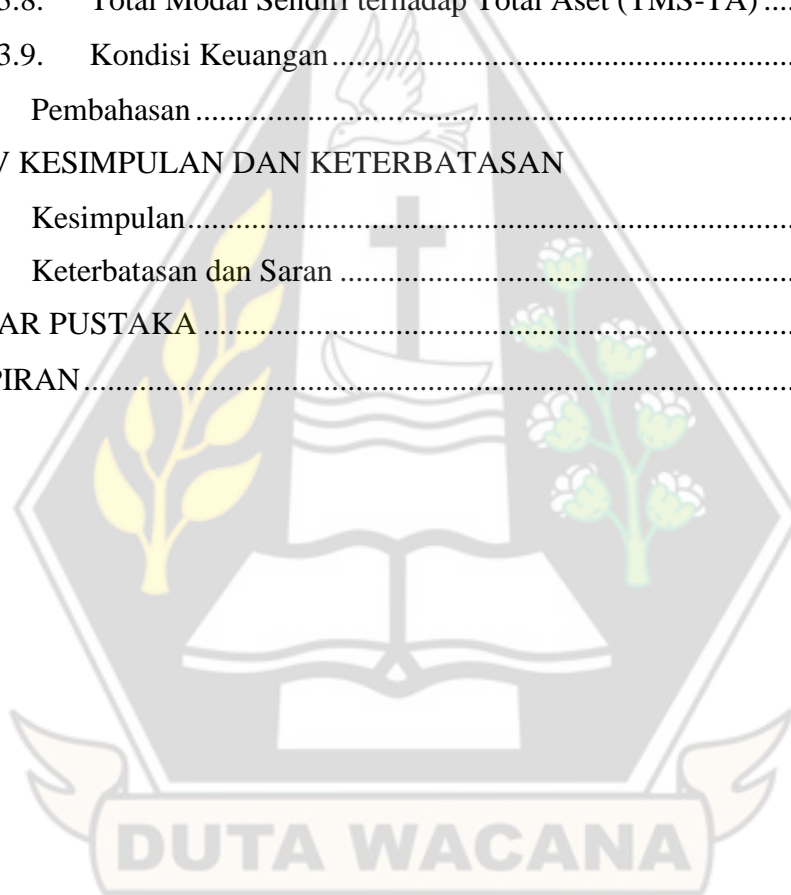 3.8. Total Modal Sendiri terhadap Total Aset (TMS-TA) ....
3.9. Kondisi Keuangan ..........................................................
Pembahasan ...........................................................................
V KESIMPULAN DAN KETERBATASAN
Kesimpulan............................................................................
Keterbatasan dan Saran .........................................................
AR PUSTAKA ..........................................................................
PIRAN.........................................................................................
DUTA WACANA